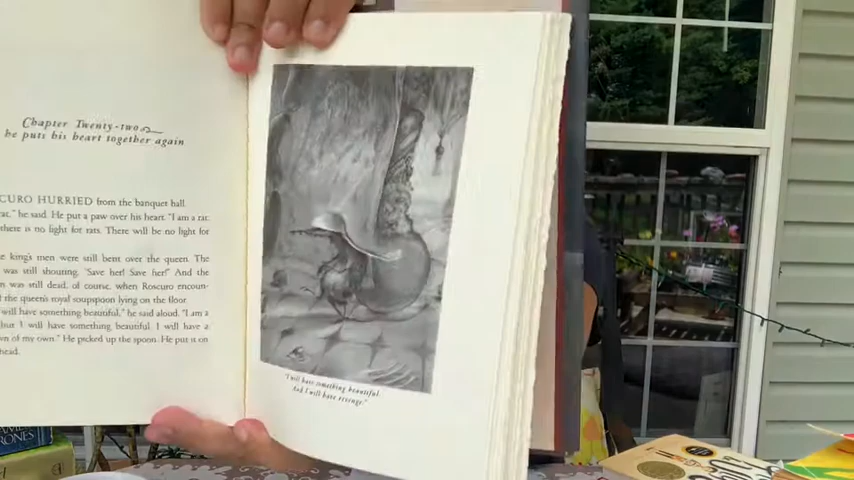 Chapter Twenty-two
he puts his heart together again
CURO HURRIED from the banquet hall.
rat," he said. He put a paw over his heart. "I am a rat.
there is no light for rats. There will be no light for
king's men were still bent over the queen. They
still shouting, "Save her! Save her!" And the
was still dead, of course, when Roscuro encoun-
the queen's royal soupspoon lying on the floor.
will have something beautiful," he said aloud. "I am a
but I will have something beautiful. I will have a
own of my own." He picked up the spoon. He put it on
head.
"I will have something beautiful.
And I will have revenge."